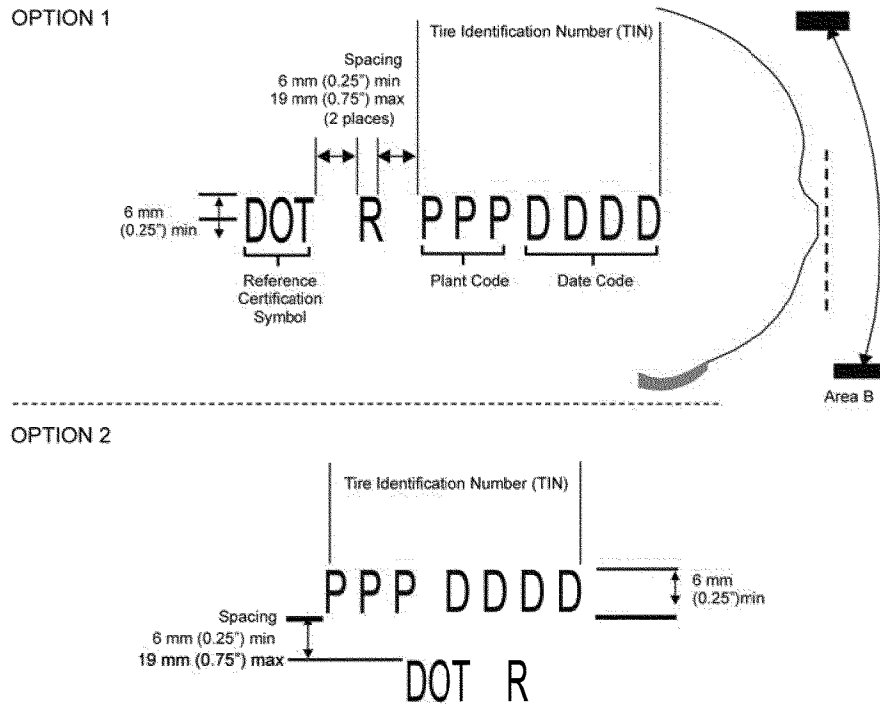 OPTION 1
Tire Identification Number (TIN)
Spacing
6 mm (0.25”) min
19 mm (0.75”) max
(2 places)
6 mm
(0.25”) min
DOT R PPP DDDD
Reference
Certification
Symbol
Plant Code
Date Code
Area B
OPTION 2
Tire Identification Number (TIN)
PPP DDDD
6 mm
(0.25”)min
Spacing
6 mm (0.25”) min
19 mm (0.75”) max
DOT R